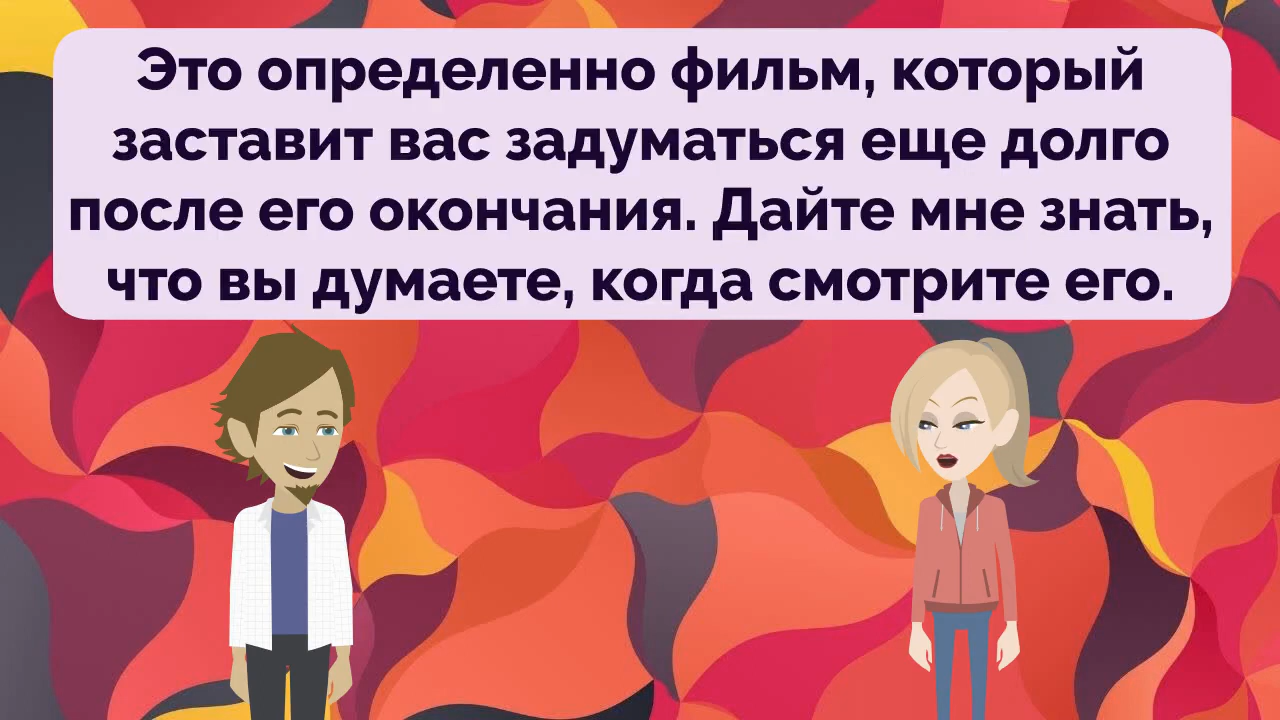 Это определенно фильм, который
заставит вас задуматься еще долго
после его окончания. Дайте мне знать,
что вы думаете, когда смотрите его.